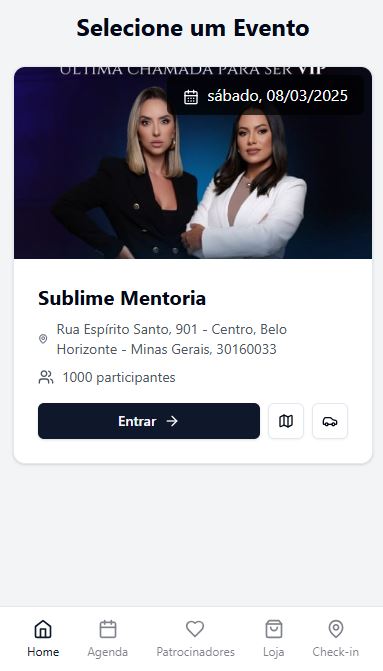 Selecione um Evento
ÚLTIMA CHAMADA PARA SER VIP
sábado, 08/03/2025
Sublime Mentoria
Rua Espírito Santo, 901 - Centro, Belo
Horizonte - Minas Gerais, 30160033
1000 participantes
Entrar
Home
Agenda
Patrocinadores
Loja
Check-in